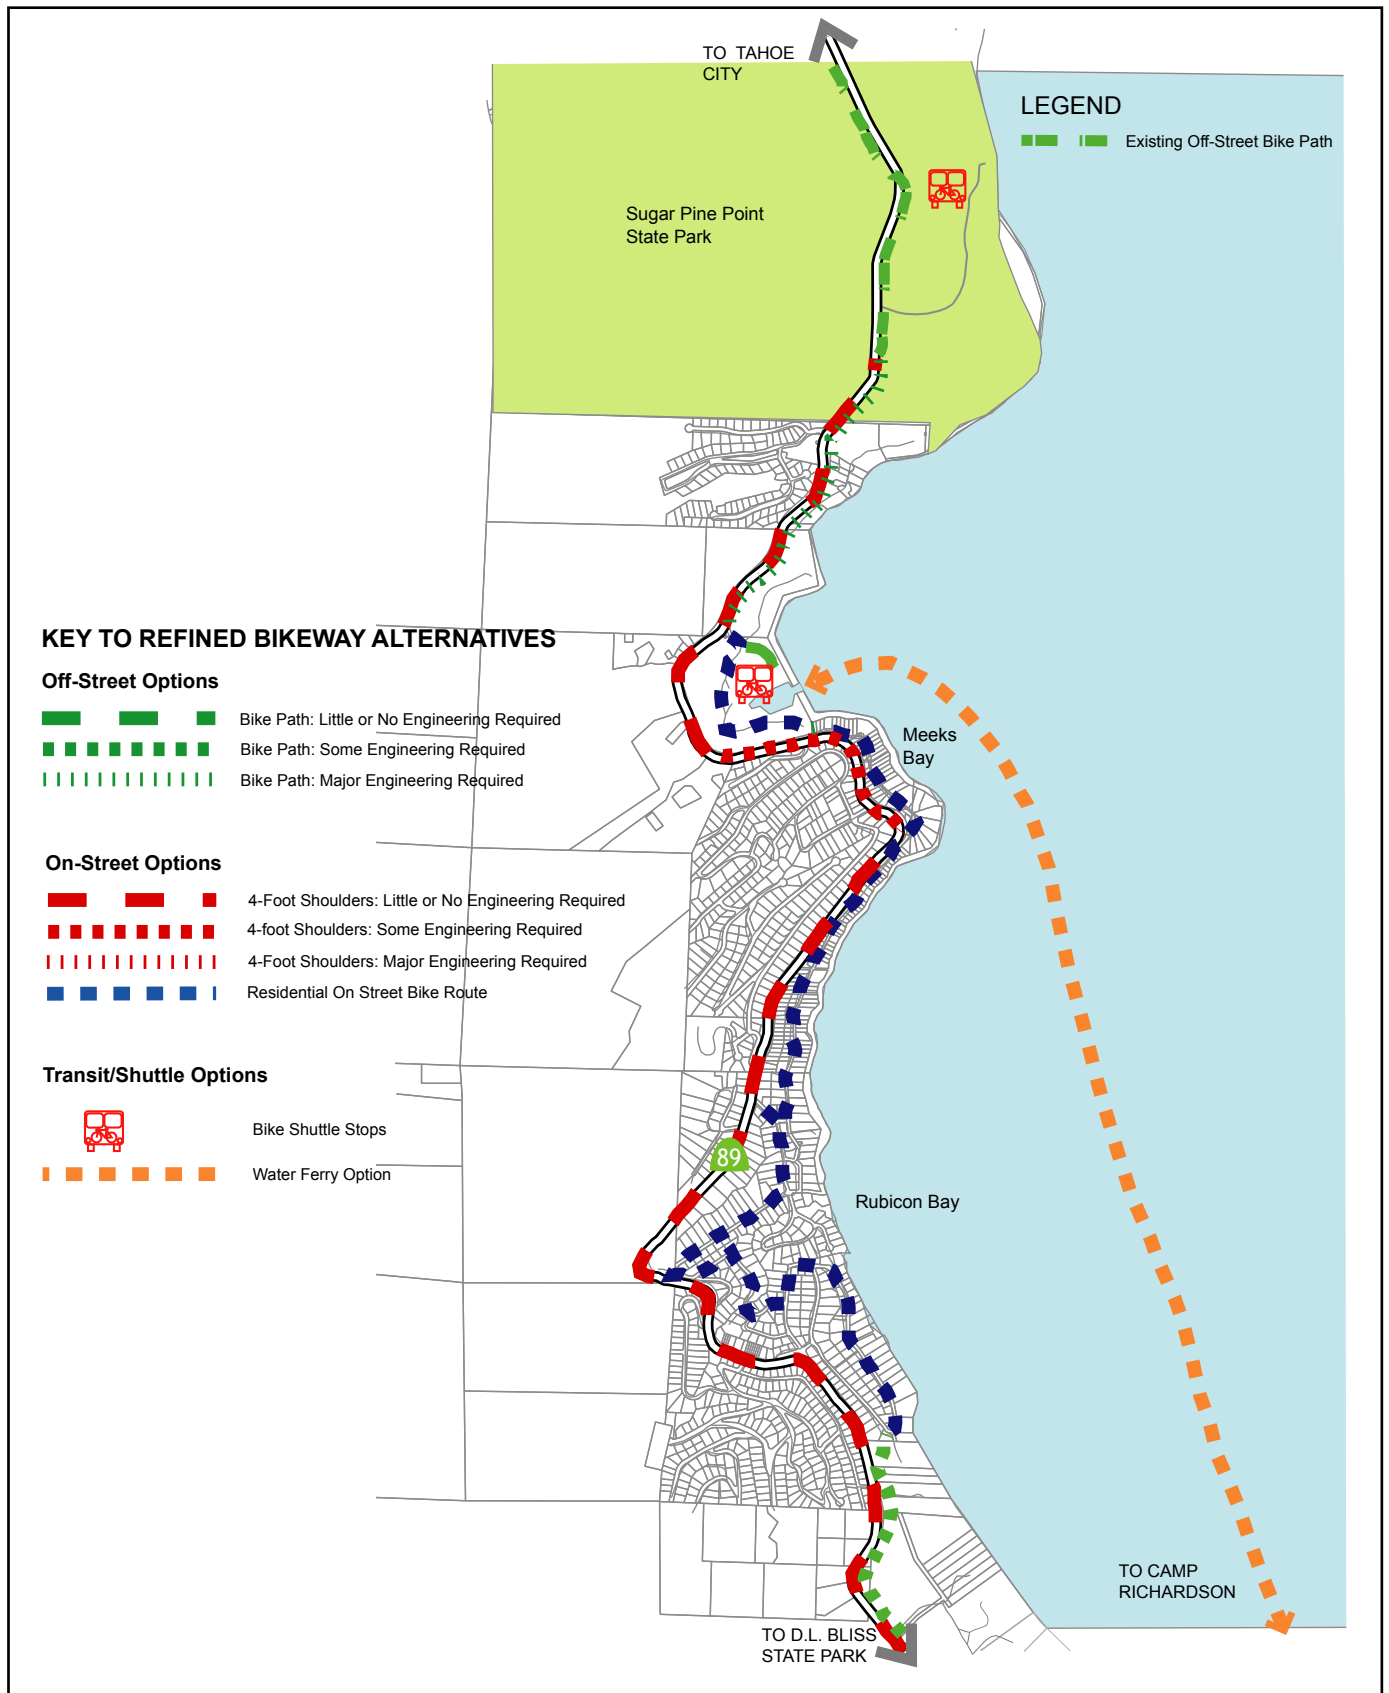 TO TAHOE
CITY
LEGEND
Existing Off-Street Bike Path
Sugar Pine Point
State Park
KEY TO REFINED BIKEWAY ALTERNATIVES
Off-Street Options
Bike Path: Little or No Engineering Required
Bike Path: Some Engineering Required
Bike Path: Major Engineering Required
On-Street Options
4-Foot Shoulders: Little or No Engineering Required
4-foot Shoulders: Some Engineering Required
4-Foot Shoulders: Major Engineering Required
Residential On Street Bike Route
Transit/Shuttle Options
Bike Shuttle Stops
Water Ferry Option
Meeks
Bay
89
Rubicon Bay
TO CAMP
RICHARDSON
TO D.L. BLISS
STATE PARK